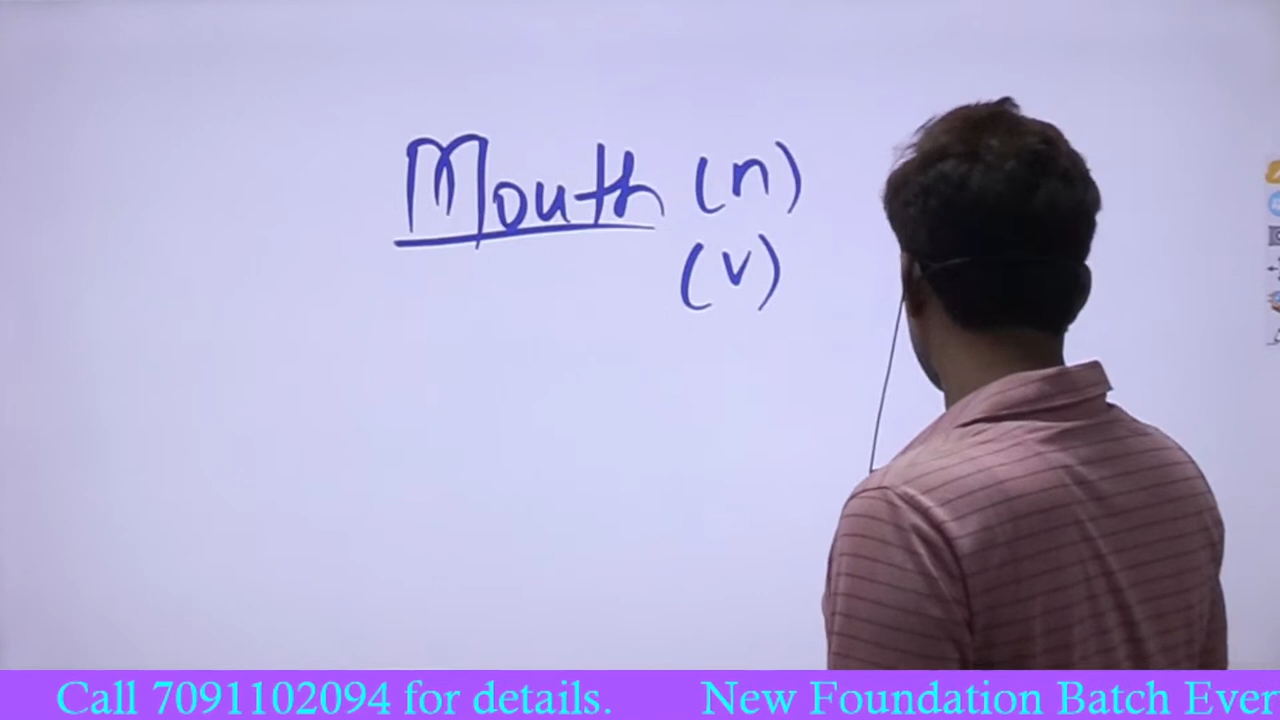 Mouth (n)
(v)
Call 7091102094 for details. New Foundation Batch Ever